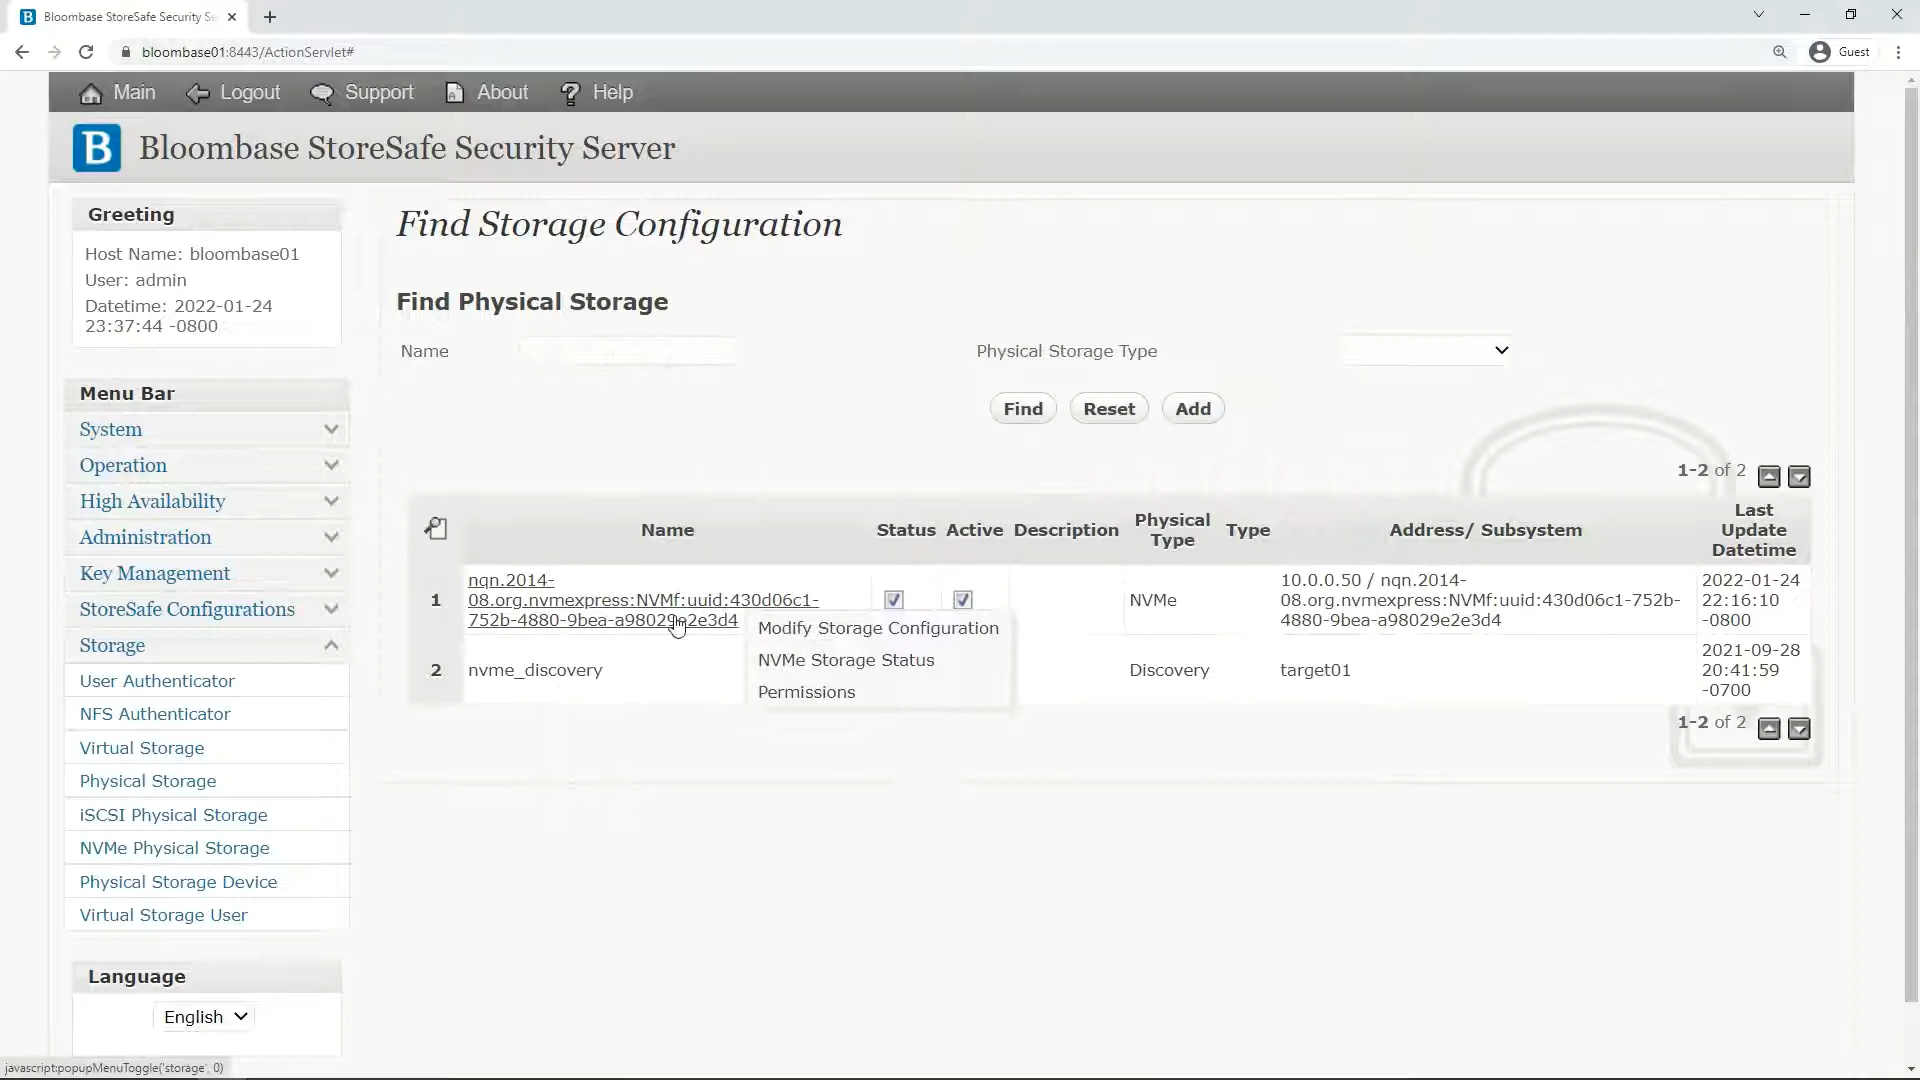 Bloombase StoreSafe Security Se
bloombase01:8443/ActionServlet#
Guest
Main
Logout
Support
About
Help
B Bloombase StoreSafe Security Server
Greeting
Host Name: bloombase01
User: admin
Datetime: 2022-01-24
23:37:44 -0800
Menu Bar
System
Operation
High Availability
Administration
Key Management
StoreSafe Configurations
Storage
User Authenticator
NFS Authenticator
Virtual Storage
Physical Storage
iSCSI Physical Storage
NVMe Physical Storage
Physical Storage Device
Virtual Storage User
Language
English
Find Storage Configuration
Find Physical Storage
Name
Physical Storage Type
Find
Reset
Add
1-2 of 2
Name
Status
Active
Description
Physical
Type
Type
Address/ Subsystem
Last
Update
Datetime
1
nqn.2014-
08.org.nvmexpress:NVMf:uuid:430d06c1-
752b-4880-9bea-a98029e2e3d4
NVMe
10.0.0.50 / nqn.2014-
08.org.nvmexpress:NVMf:uuid:430d06c1-752b-
4880-9bea-a98029e2e3d4
2022-01-24
22:16:10
-0800
Modify Storage Configuration
NVMe Storage Status
Permissions
2
nvme_discovery
Discovery
target01
2021-09-28
20:41:59
-0700
1-2 of 2
javascript:popupMenuToggle('storage', 0)